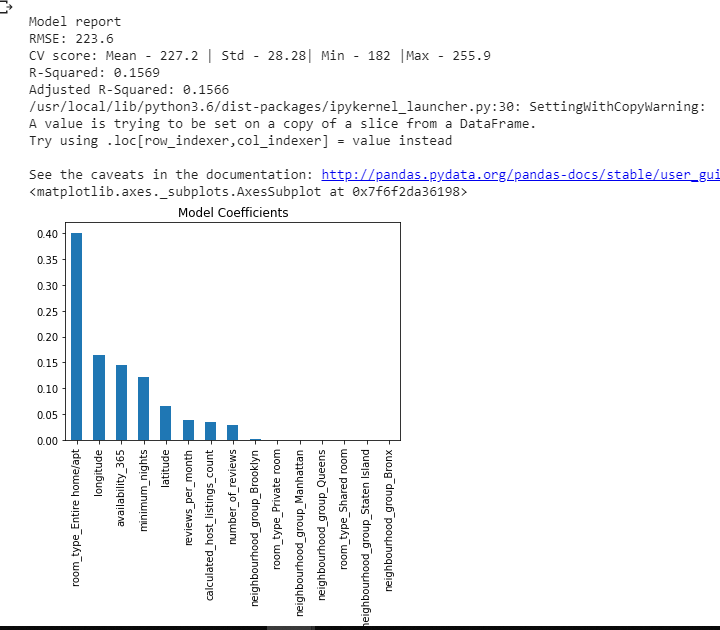 Model report
RMSE: 223.6
CV score: Mean - 227.2 | Std - 28.28| Min - 182 |Max - 255.9
R-Squared: 0.1569
Adjusted R-Squared: 0.1566
/usr/local/lib/python3.6/dist-packages/ipykernel_launcher.py:30: SettingWithCopyWarning:
A value is trying to be set on a copy of a slice from a DataFrame.
Try using .loc[row_indexer,col_indexer] = value instead
See the caveats in the documentation: http://pandas.pydata.org/pandas-docs/stable/user_gui
<matplotlib.axes._subplots.AxesSubplot at 0x7f6f2da36198>
Model Coefficients
0.40
0.35
0.30
0.25
0.20
0.15
0.10
0.05
0.00
room_type_Entire home/apt
longitude
availability_365
minimum_nights
latitude
reviews_per_month
calculated_host_listings_count
number_of_reviews
neighbourhood_group_Brooklyn
room_type_Private room
neighbourhood_group_Manhattan
neighbourhood_group_Queens
room_type_Shared room
neighbourhood_group_Staten Island
neighbourhood_group_Bronx